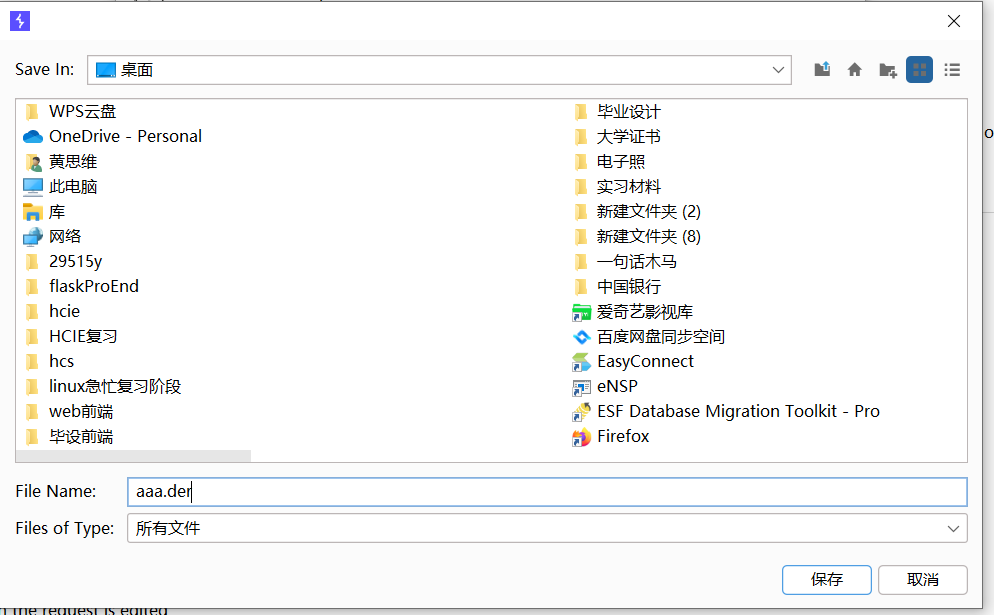 Save In: 桌面
WPS云盘
OneDrive - Personal
黄思维
此电脑
库
网络
29515y
flaskProEnd
hcie
HCIE复习
hcs
linux急忙复习阶段
web前端
毕设前端
毕业设计
大学证书
电子照
实习材料
新建文件夹 (2)
新建文件夹 (8)
一句话木马
中国银行
爱奇艺影视库
百度网盘同步空间
EasyConnect
eNSP
ESF Database Migration Toolkit - Pro
Firefox
File Name: aaa.der
Files of Type: 所有文件
保存 取消
the request is edited